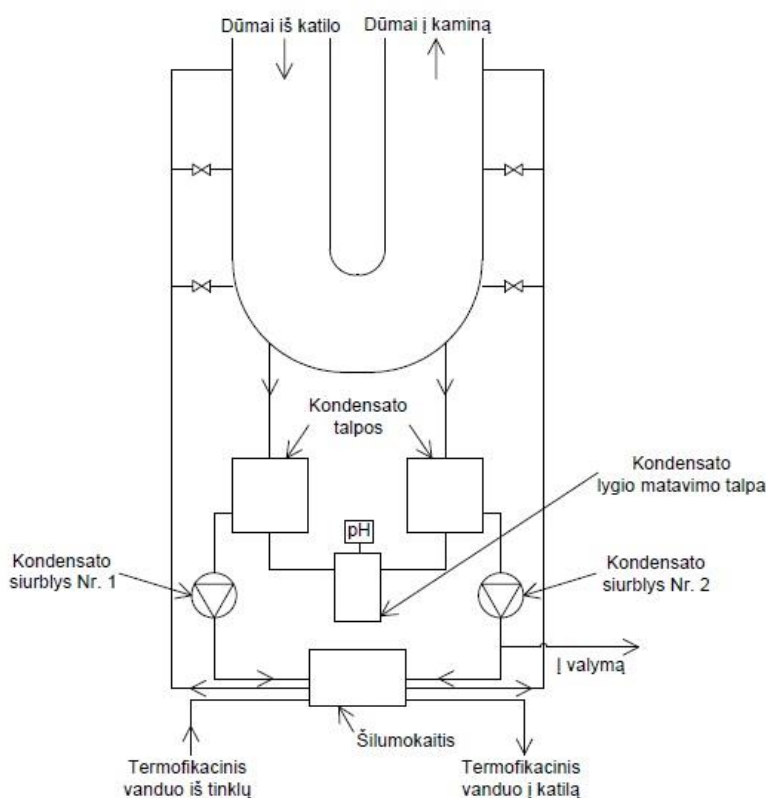 Dūmai iš katilo
Dūmai į kaminą
Kondensato
talpos
Kondensato
lygio matavimo talpa
pH
Kondensato
siurblys Nr. 1
Kondensato
siurblys Nr. 2
Į valymą
Šilumokaitis
Termofikacinis
vanduo iš tinklų
Termofikacinis
vanduo į katilą